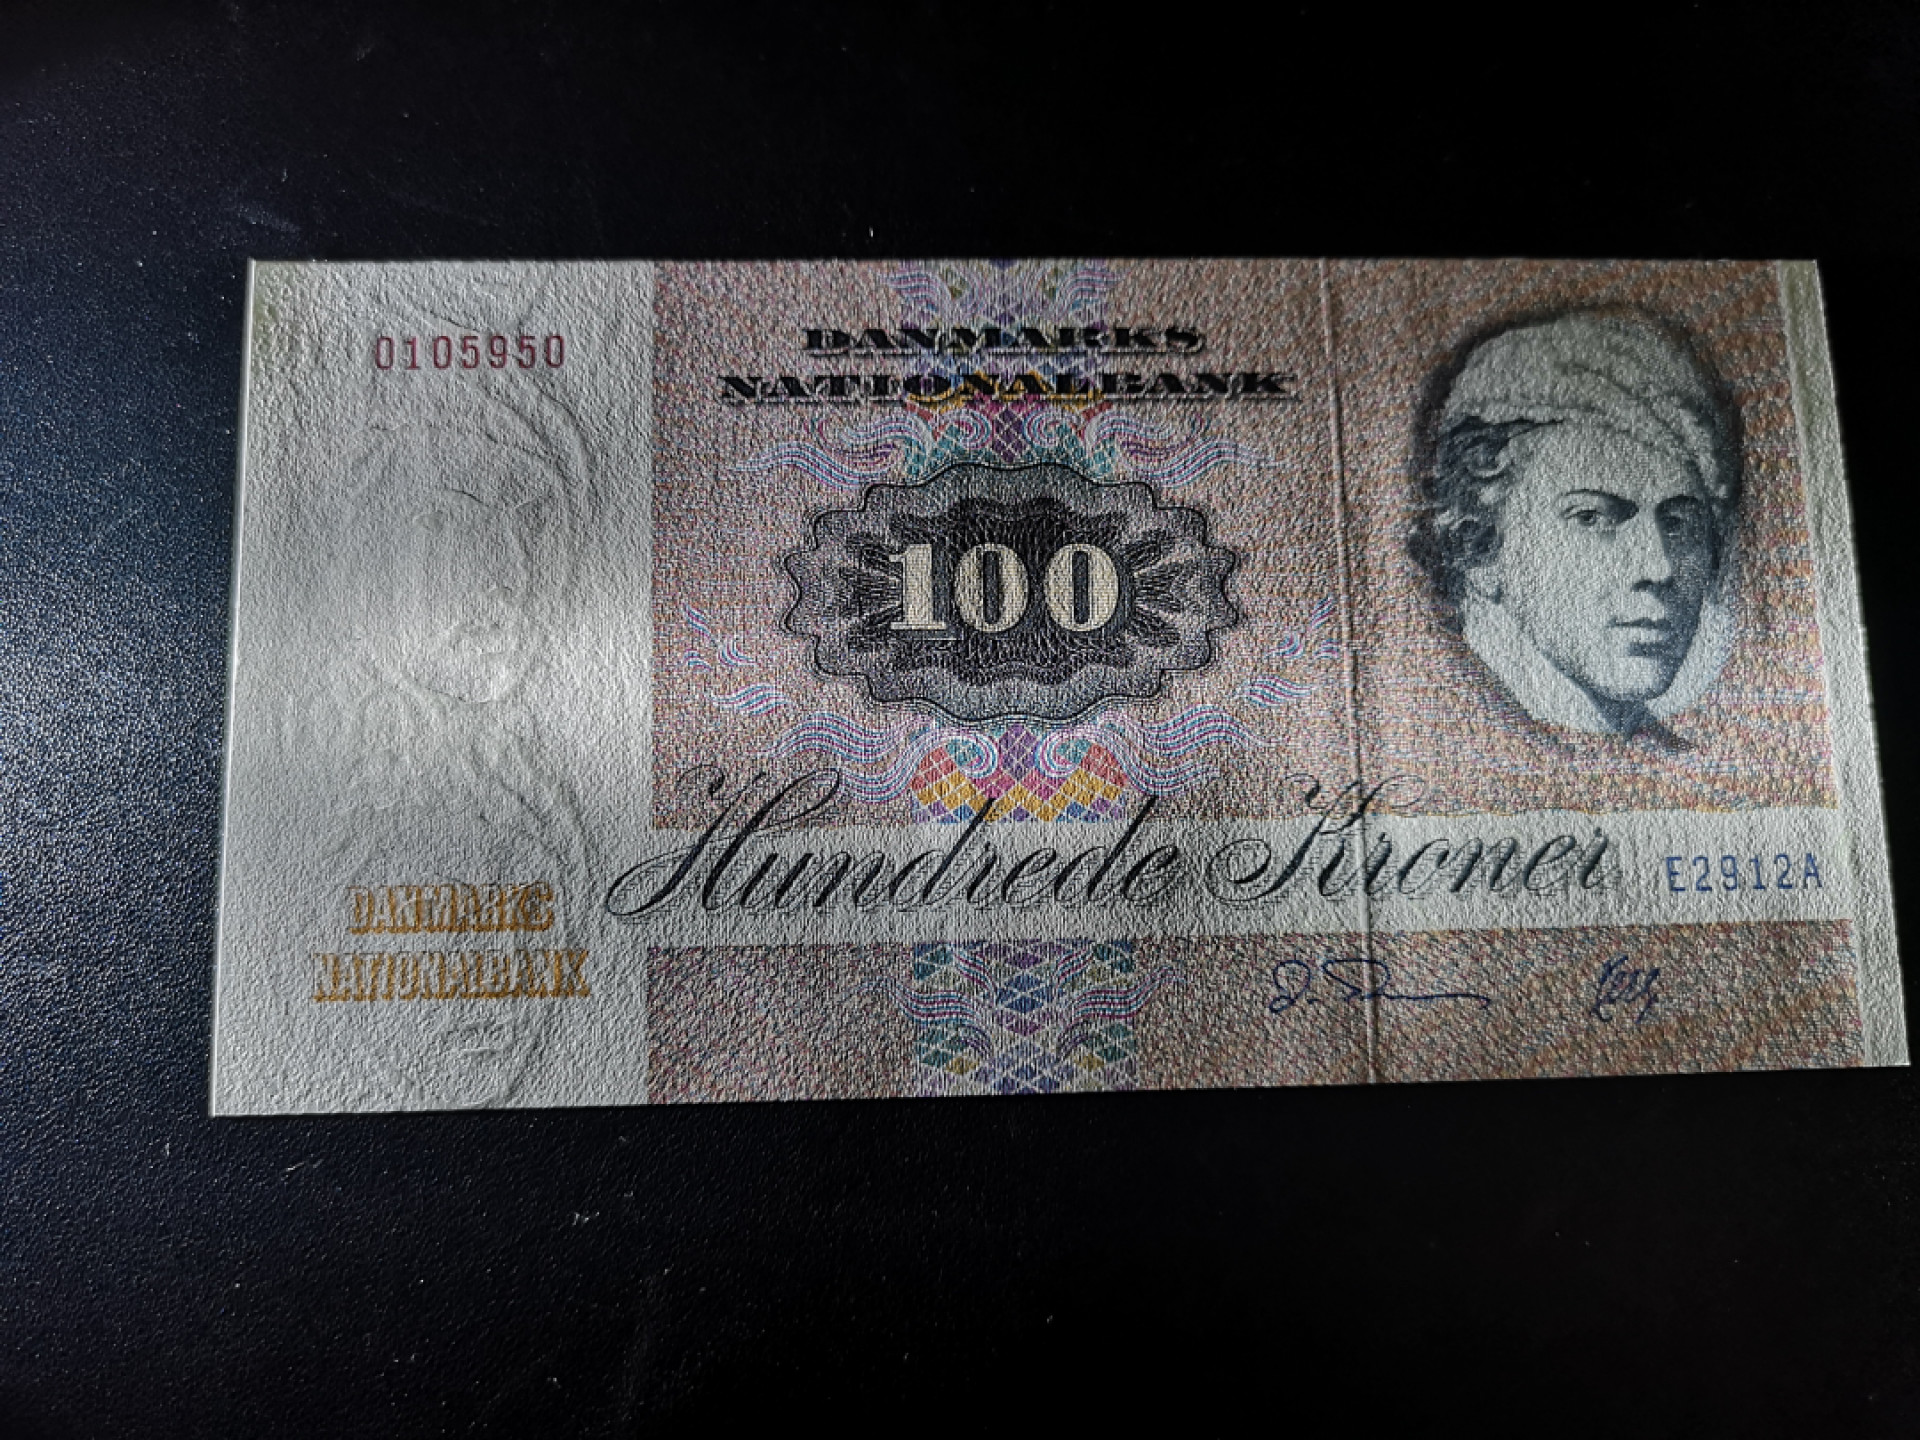 0105950
DANMARKS
NATIONALBANK
100
Hundrede Kroner
E2912A
DANMARKS
NATIONALBANK